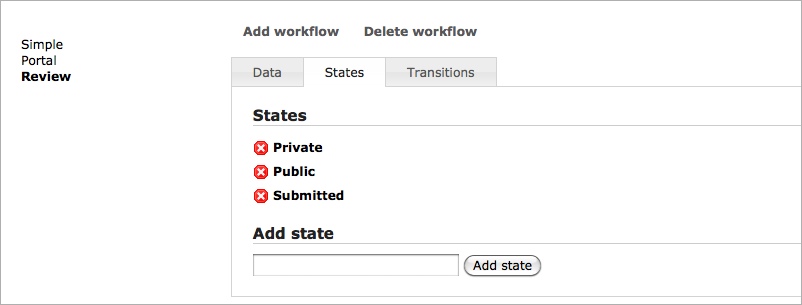 Simple
Portal
Review
Add workflow Delete workflow
Data States Transitions
States
Private
Public
Submitted
Add state
Add state